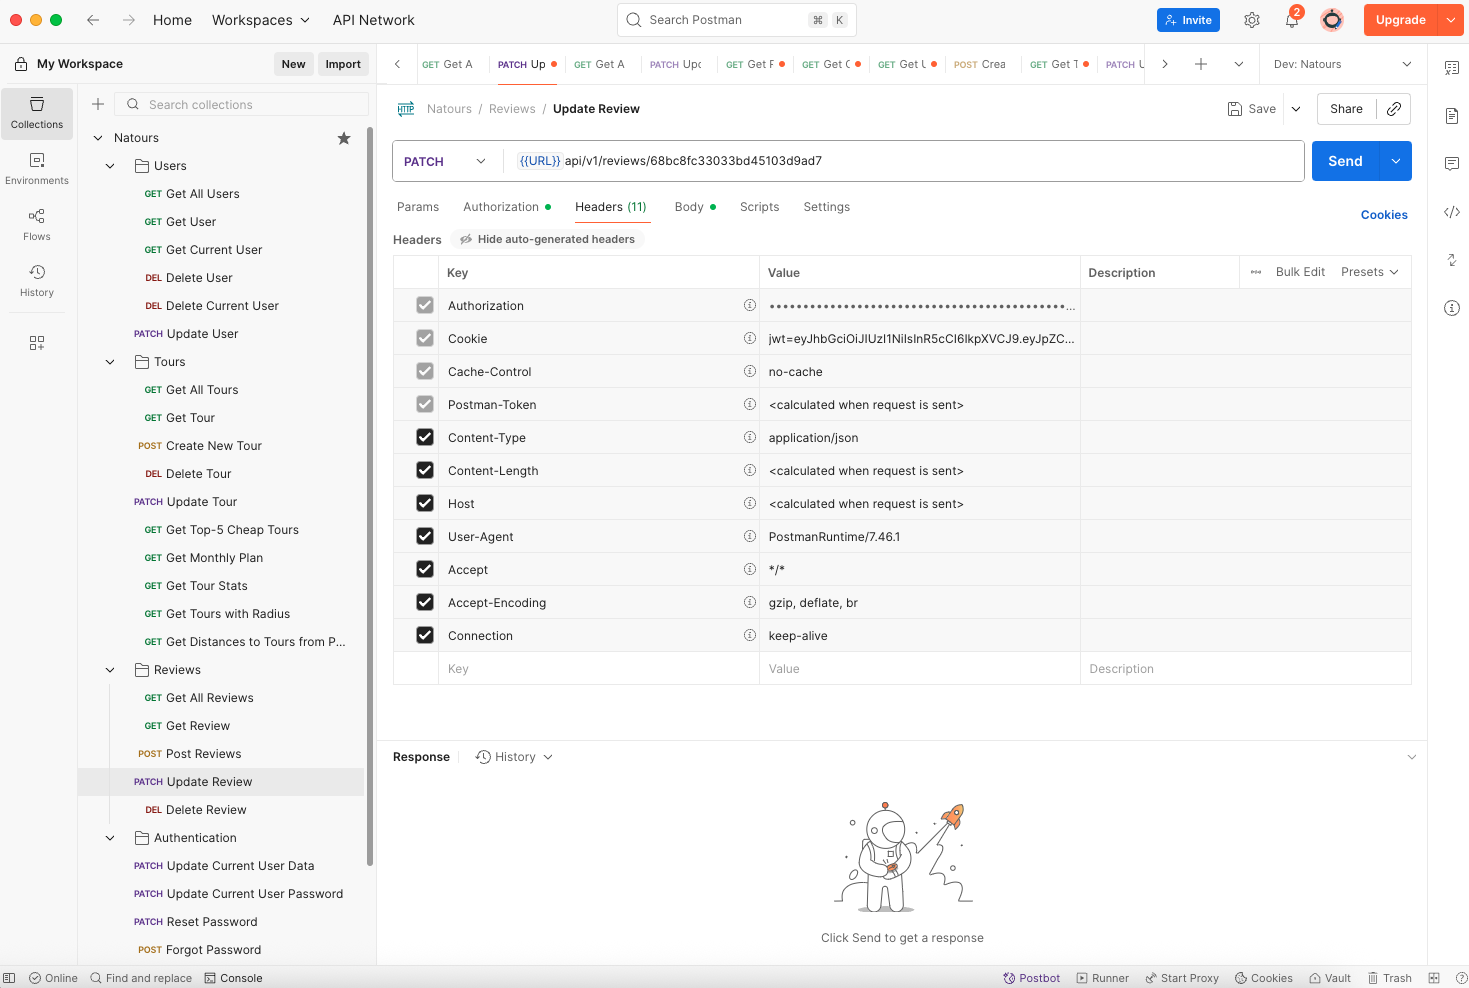 Home
Workspaces
API Network
Search Postman
⌘ K
Invite
2
Upgrade
My Workspace
New
Import
GET Get A
PATCH Up
GET Get A
PATCH Upc
GET Get F
GET Get C
GET Get U
POST Crea
GET Get T
PATCH U
Dev: Natours
Collections
Environments
Flows
History
Search collections
Natours
Users
GET Get All Users
GET Get User
GET Get Current User
DEL Delete User
DEL Delete Current User
PATCH Update User
Tours
GET Get All Tours
GET Get Tour
POST Create New Tour
DEL Delete Tour
PATCH Update Tour
GET Get Top-5 Cheap Tours
GET Get Monthly Plan
GET Get Tour Stats
GET Get Tours with Radius
GET Get Distances to Tours from P...
Reviews
GET Get All Reviews
GET Get Review
POST Post Reviews
PATCH Update Review
DEL Delete Review
Authentication
PATCH Update Current User Data
PATCH Update Current User Password
PATCH Reset Password
POST Forgot Password
HTTP Natours / Reviews / Update Review
Save
Share
PATCH
{{URL}} api/v1/reviews/68bc8fc33033bd45103d9ad7
Send
Params
Authorization
Headers (11)
Body
Scripts
Settings
Cookies
Headers
Hide auto-generated headers
Key Value Description
Bulk Edit
Presets
Authorization
Cookie jwt=eyJhbGciOiJIUzI1NiIsInR5cCI6IkpXVCJ9.eyJpZC...
Cache-Control no-cache
Postman-Token <calculated when request is sent>
Content-Type application/json
Content-Length <calculated when request is sent>
Host <calculated when request is sent>
User-Agent PostmanRuntime/7.46.1
Accept */*
Accept-Encoding gzip, deflate, br
Connection keep-alive
Key Value Description
Response
History
Click Send to get a response
Online
Find and replace
Console
Postbot
Runner
Start Proxy
Cookies
Vault
Trash